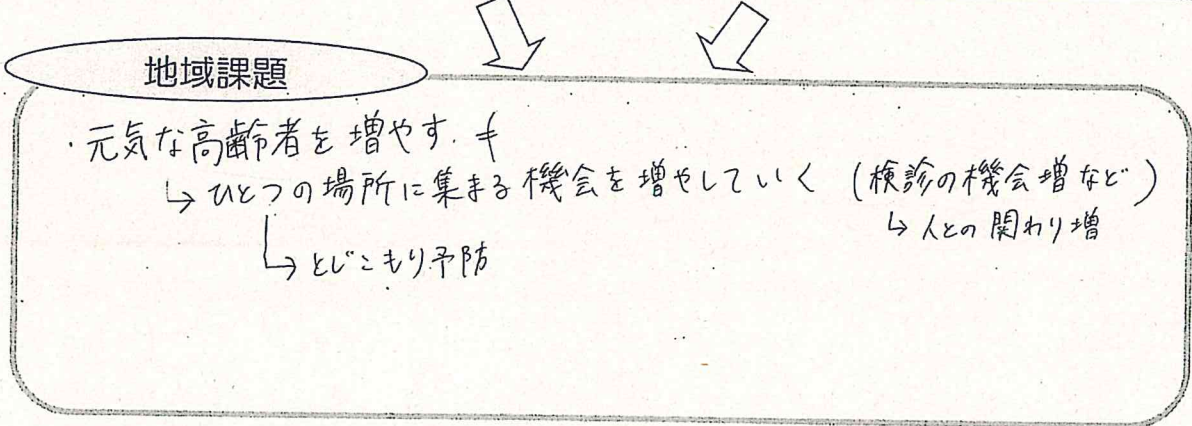 地域課題
・元気な高齢者を増やす.
↳ ひとつの場所に集まる機会を増やしていく (検診の機会増など)
↳ 人との関わり増
↳ とじこもり予防